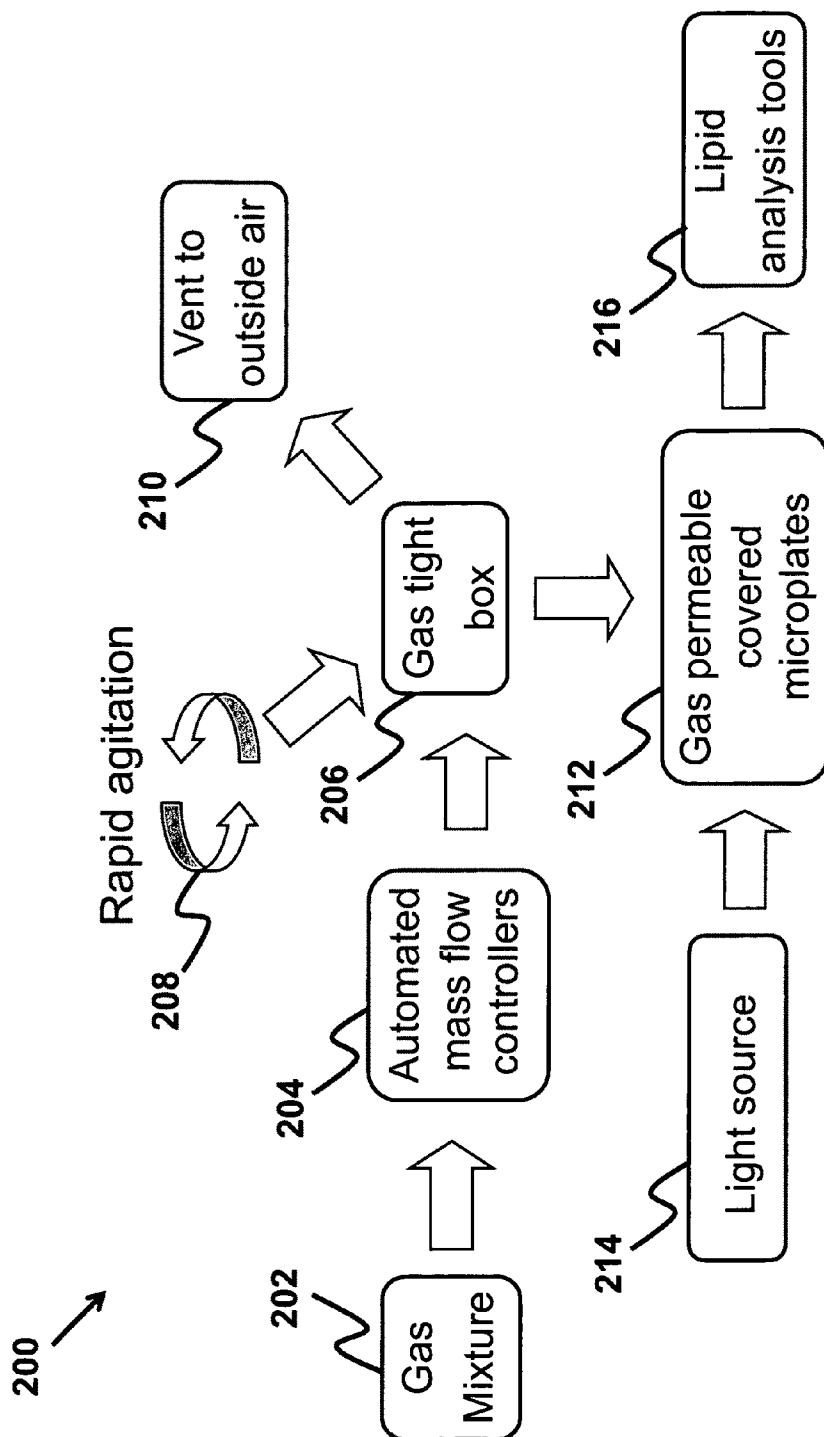 200
Rapid agitation
208
210
Vent to
outside air
202
Gas
Mixture
204
Automated
mass flow
controllers
206
Gas tight
box
214
Light source
212
Gas permeable
covered
microplates
216
Lipid
analysis tools